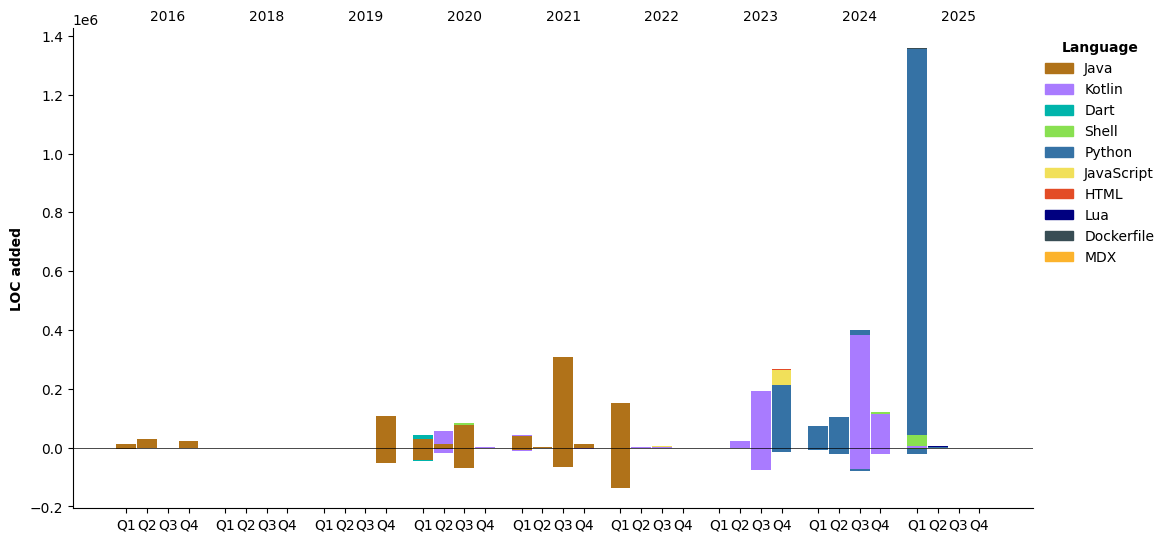 1e6
2016 2018 2019 2020 2021 2022 2023 2024 2025
1.4
1.2
1.0
0.8
0.6
0.4
0.2
0.0
−0.2
LOC added
Q1 Q2 Q3 Q4 Q1 Q2 Q3 Q4 Q1 Q2 Q3 Q4 Q1 Q2 Q3 Q4 Q1 Q2 Q3 Q4 Q1 Q2 Q3 Q4 Q1 Q2 Q3 Q4 Q1 Q2 Q3 Q4 Q1 Q2 Q3 Q4
Language
Java
Kotlin
Dart
Shell
Python
JavaScript
HTML
Lua
Dockerfile
MDX